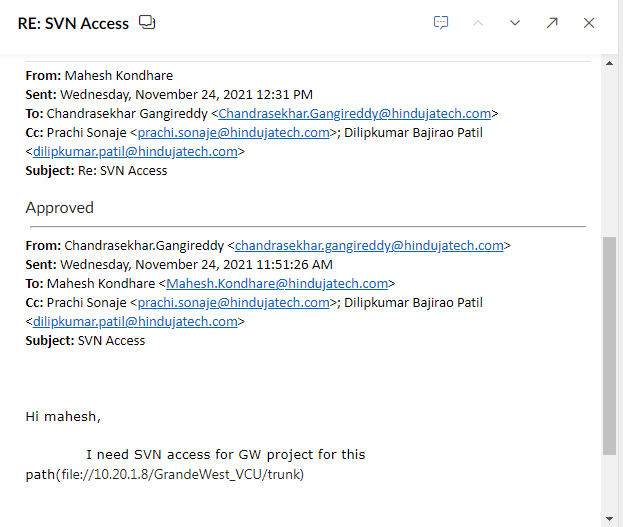 RE: SVN Access
From: Mahesh Kondhare
Sent: Wednesday, November 24, 2021 12:31 PM
To: Chandrasekhar Gangireddy <Chandrasekhar.Gangireddy@hindujatech.com>
Cc: Prachi Sonaje <prachi.sonaje@hindujatech.com>; Dilipkumar Bajirao Patil
<dilipkumar.patil@hindujatech.com>
Subject: Re: SVN Access
Approved
From: Chandrasekhar.Gangireddy <chandrasekhar.gangireddy@hindujatech.com>
Sent: Wednesday, November 24, 2021 11:51:26 AM
To: Mahesh Kondhare <Mahesh.Kondhare@hindujatech.com>
Cc: Prachi Sonaje <prachi.sonaje@hindujatech.com>; Dilipkumar Bajirao Patil
<dilipkumar.patil@hindujatech.com>
Subject: SVN Access
Hi mahesh,
I need SVN access for GW project for this
path(file://10.20.1.8/GrandeWest_VCU/trunk)